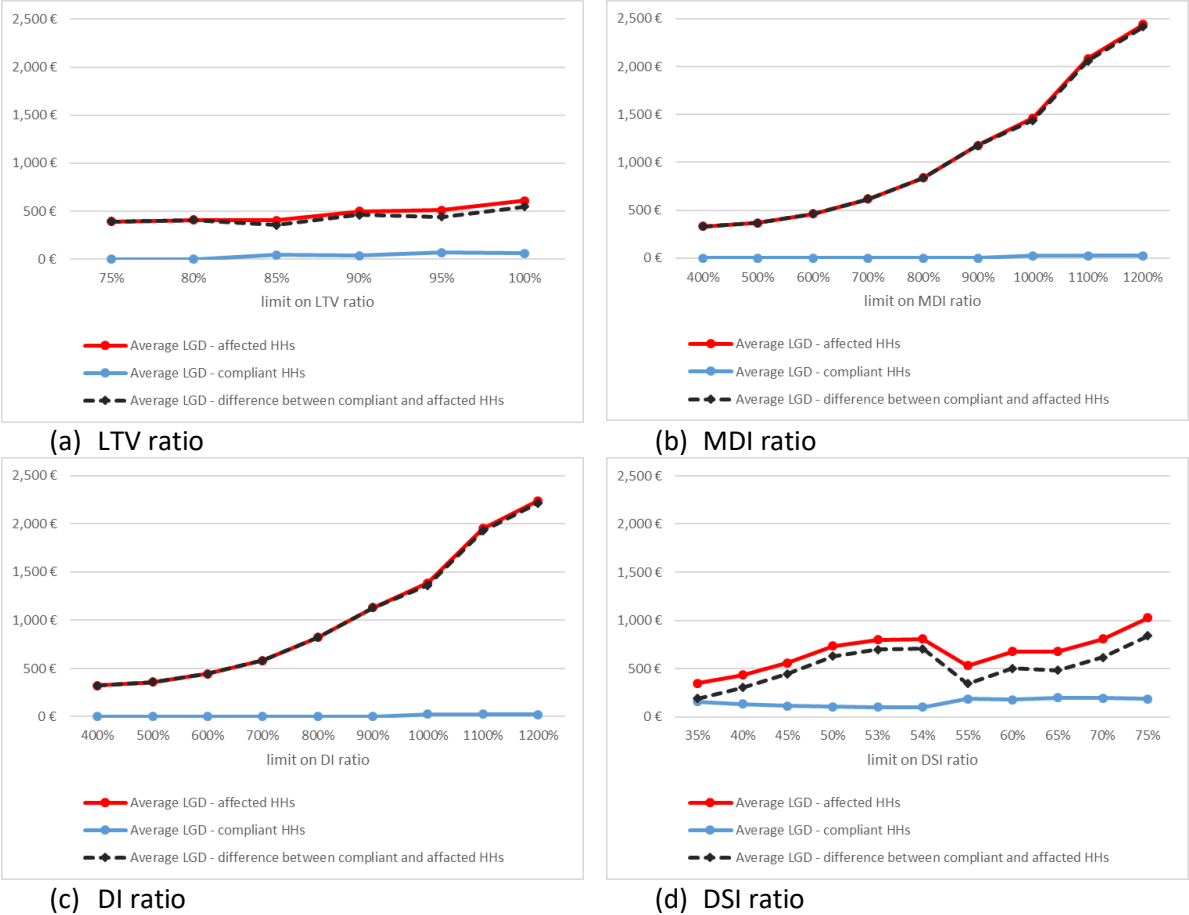 2,500 €
2,000 €
1,500 €
1,000 €
500 €
0 €
75% 80% 85% 90% 95% 100%
limit on LTV ratio
Average LGD - affected HHs
Average LGD - compliant HHs
Average LGD - difference between compliant and affacted HHs
(a) LTV ratio
2,500 €
2,000 €
1,500 €
1,000 €
500 €
0 €
400% 500% 600% 700% 800% 900% 1000% 1100% 1200%
limit on MDI ratio
Average LGD - affected HHs
Average LGD - compliant HHs
Average LGD - difference between compliant and affacted HHs
(b) MDI ratio
2,500 €
2,000 €
1,500 €
1,000 €
500 €
0 €
400% 500% 600% 700% 800% 900% 1000% 1100% 1200%
limit on DI ratio
Average LGD - affected HHs
Average LGD - compliant HHs
Average LGD - difference between compliant and affacted HHs
(c) DI ratio
2,500 €
2,000 €
1,500 €
1,000 €
500 €
0 €
35% 40% 45% 50% 53% 54% 55% 60% 65% 70% 75%
limit on DSI ratio
Average LGD - affected HHs
Average LGD - compliant HHs
Average LGD - difference between compliant and affacted HHs
(d) DSI ratio